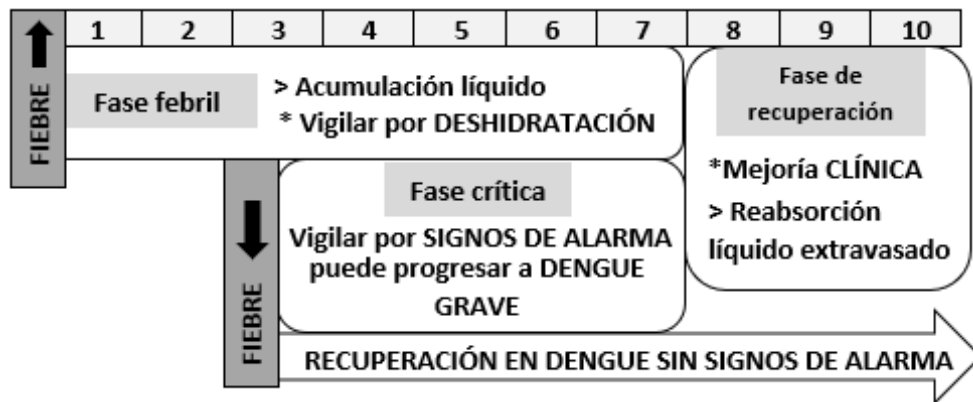 1 2 3 4 5 6 7 8 9 10
FIEBRE
Fase febril
> Acumulación líquido
* Vigilar por DESHIDRATACIÓN
Fase de
recuperación
*Mejoría CLÍNICA
> Reabsorción
líquido extravasado
FIEBRE
Fase crítica
Vigilar por SIGNOS DE ALARMA
puede progresar a DENGUE
GRAVE
RECUPERACIÓN EN DENGUE SIN SIGNOS DE ALARMA